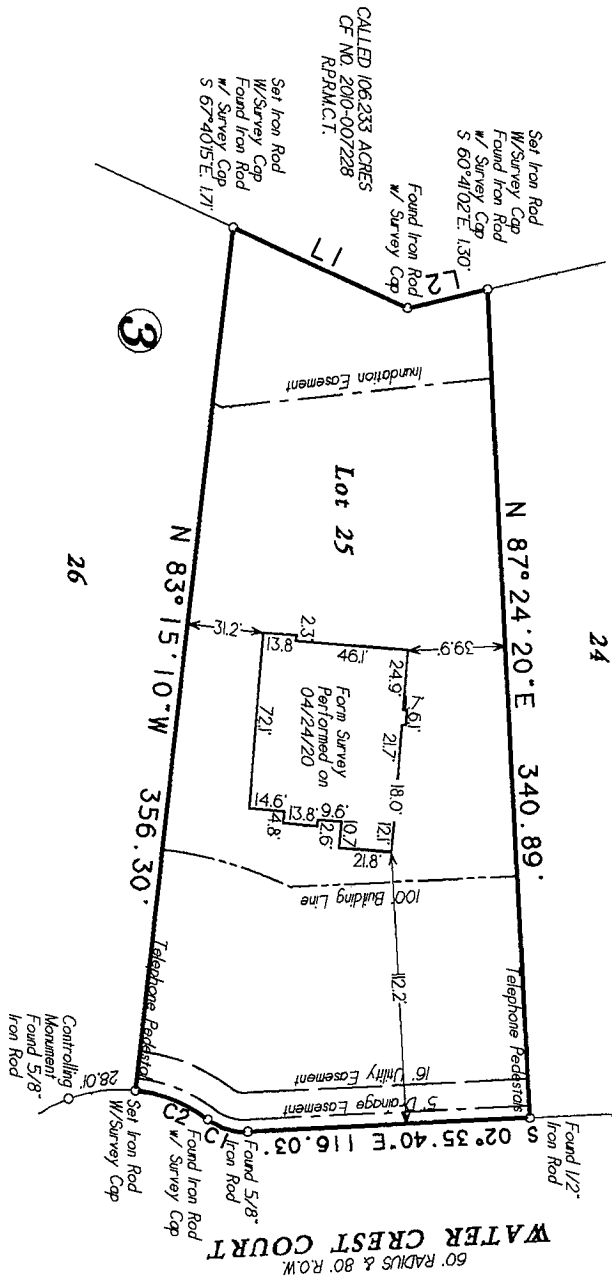 Set Iron Rod
W/Survey Cap
Found Iron Rod
w/ Survey Cap
S 60°41'02"E, 1.30'
Found Iron Rod
w/ Survey Cap
CALLED 106.233 ACRES
CF NO. 2010-007228
R.P.R.M.C.T.
Set Iron Rod
W/Survey Cap
Found Iron Rod
w/ Survey Cap
S 67°40'15"E, 1.71'
L2
L1
3
Inundation Easement
Lot 25
24
N 87°24'20"E 340.89'
26
N 83°15'10"W 356.30'
39.9'
31.2'
2.3'
13.8
46.1'
24.9'
6.1'
21.7'
18.0'
12.1'
Form Survey
Performed on
04/24/20
72.1'
14.6'
4.8'
13.8'
9.6'
2.6'
10.7
21.8'
112.2'
100' Building Line
Telephone Pedestals
Telephone Pedestal
16' Utility Easement
5' Drainage Easement
Found 1/2"
Iron Rod
S 02°35'40"E 116.03'
Found 5/8"
Iron Rod
C1
Found Iron Rod
w/ Survey Cap
C2
Set Iron Rod
W/Survey Cap
28.01'
Controlling
Monument
Found 5/8"
Iron Rod
WATER CREST COURT
60' RADIUS & 80' R.O.W.